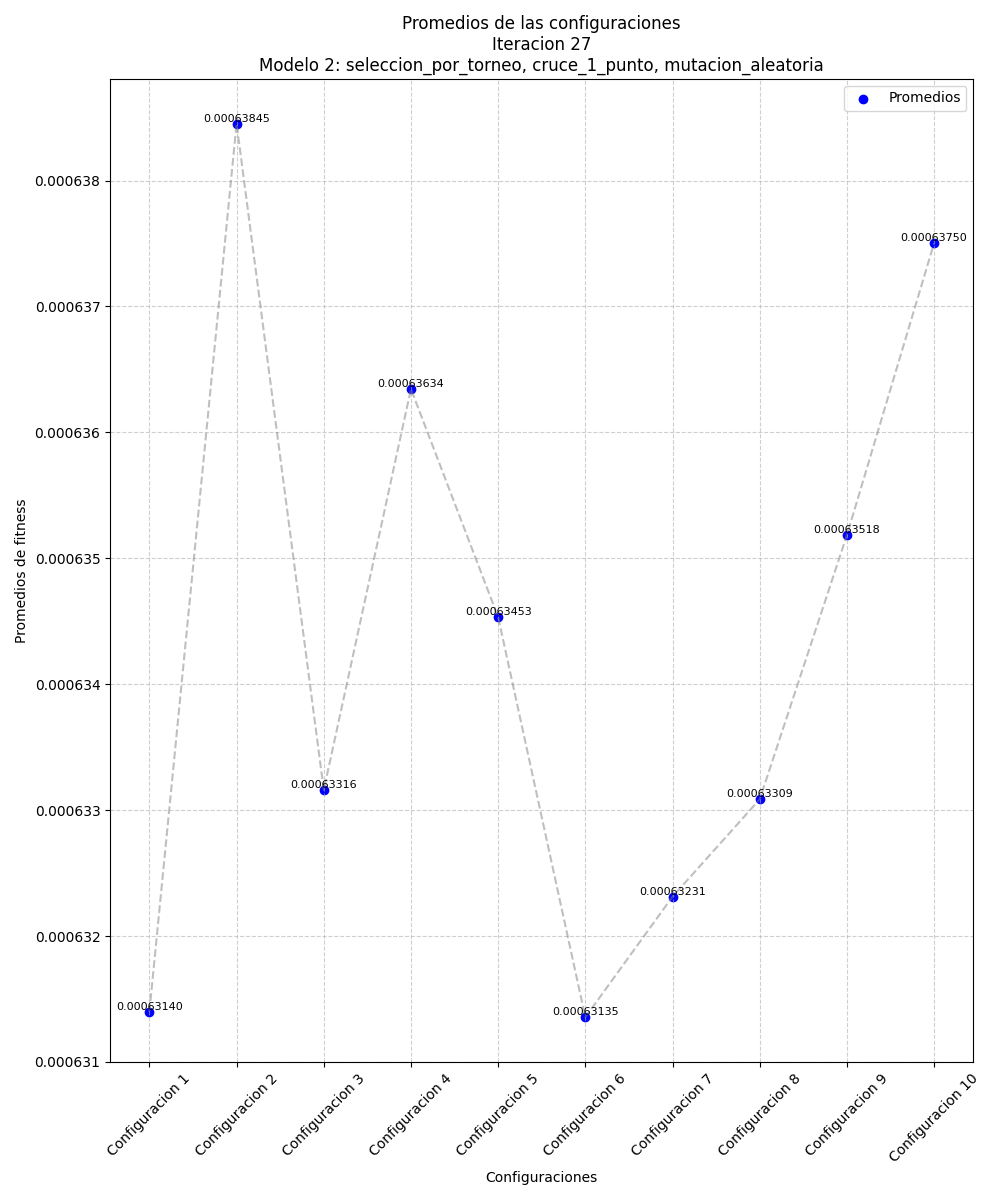 Promedios de las configuraciones
Iteracion 27
Modelo 2: seleccion_por_torneo, cruce_1_punto, mutacion_aleatoria
Promedios
0.00063845
0.000638
0.00063750
0.000637
0.00063634
0.000636
0.00063518
0.000635
0.00063453
0.000634
0.00063316
0.00063309
0.000633
0.00063231
0.000632
0.00063140
0.00063135
0.000631
Promedios de fitness
Configuracion 1
Configuracion 2
Configuracion 3
Configuracion 4
Configuracion 5
Configuracion 6
Configuracion 7
Configuracion 8
Configuracion 9
Configuracion 10
Configuraciones